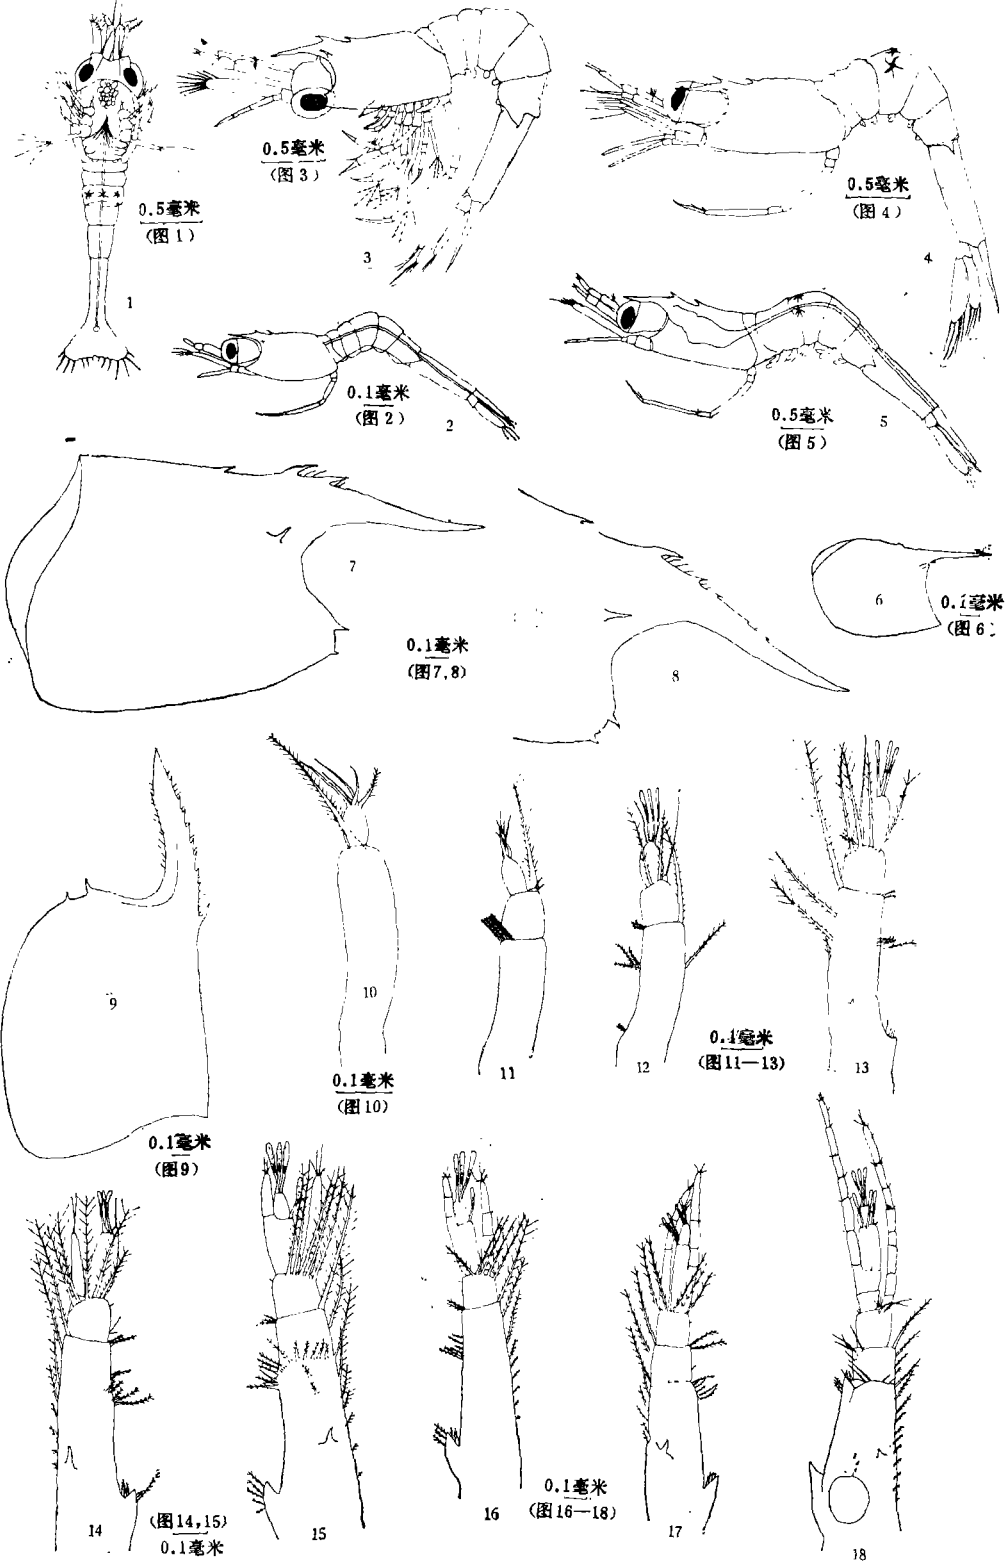 0.5毫米
(图1)
1
0.5毫米
(图3)
3
0.5毫米
(图4)
4
0.1毫米
(图2)
2
0.5毫米
(图5)
5
7
0.1毫米
(图7,8)
8
6
0.1毫米
(图6)
9
0.1毫米
(图9)
10
0.1毫米
(图10)
11
12
0.1毫米
(图11—13)
13
14
(图14,15)
0.1毫米
15
16
0.1毫米
(图16—18)
17
18